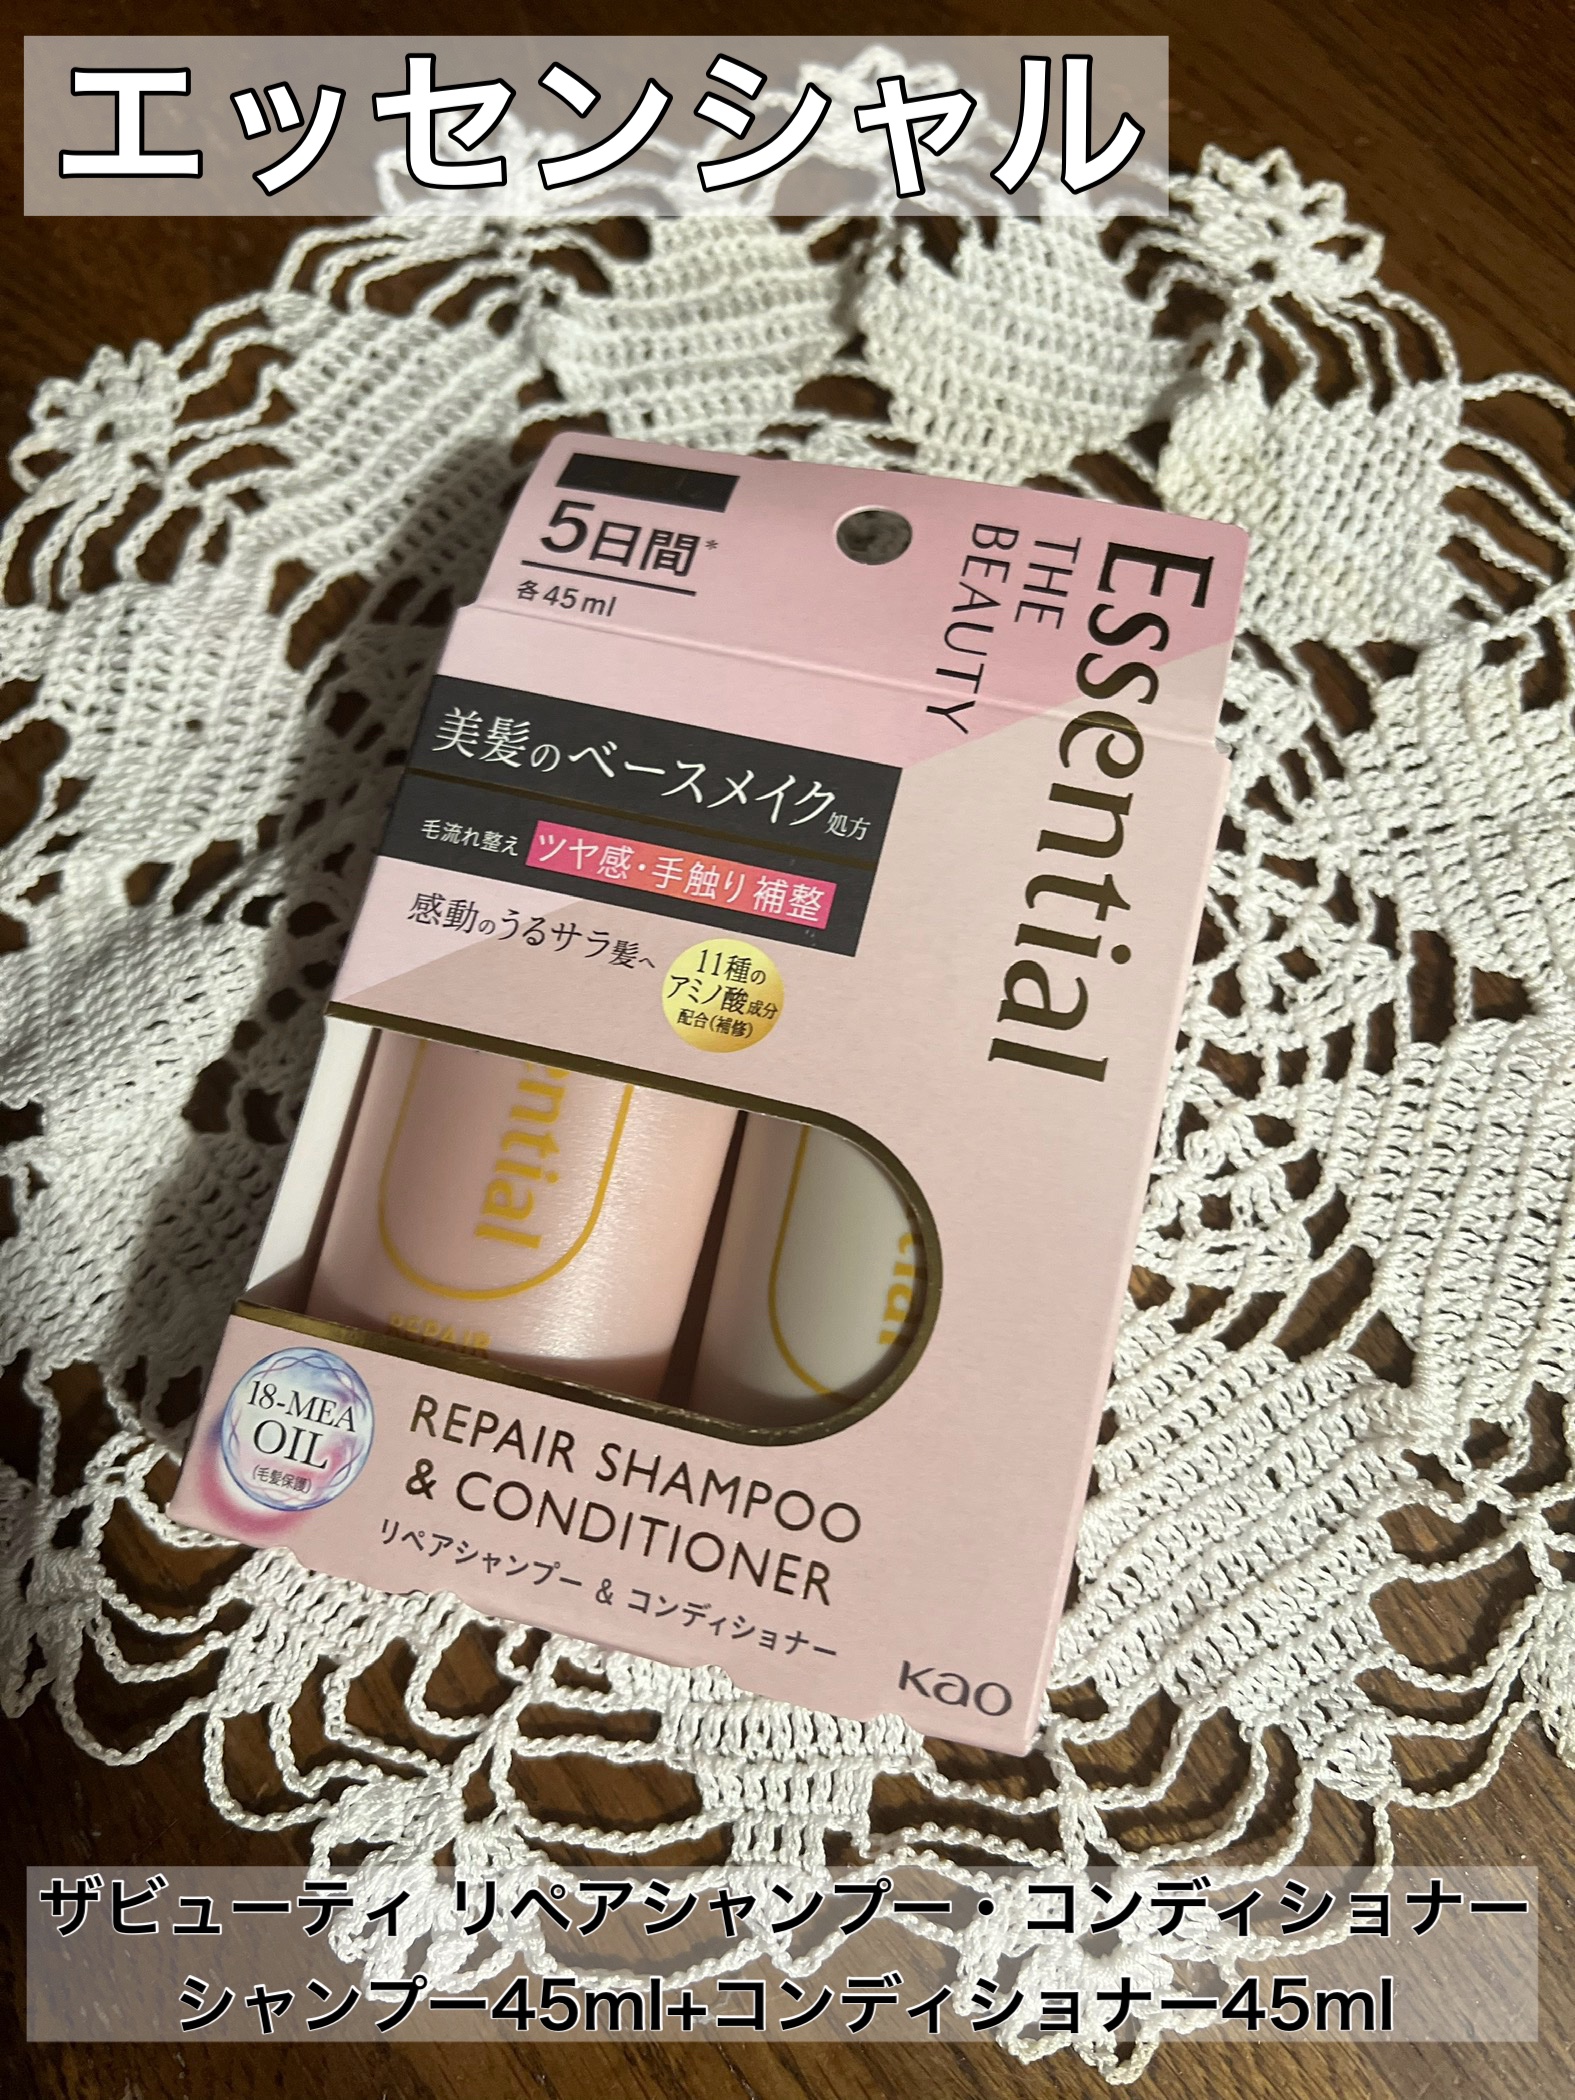 エッセンシャル
5日間*
各45ml
Essential
THE
BEAUTY
美髪のベースメイク処方
毛流れ整え ツヤ感・手触り補整
感動のうるサラ髪へ
11種の
アミノ酸成分
配合(補修)
ential
REPAIR
tial
18-MEA
OIL
(毛髪保護)
REPAIR SHAMPOO
& CONDITIONER
リペアシャンプー & コンディショナー
Kao
ザビューティ リペアシャンプー・コンディショナー
シャンプー45ml+コンディショナー45ml